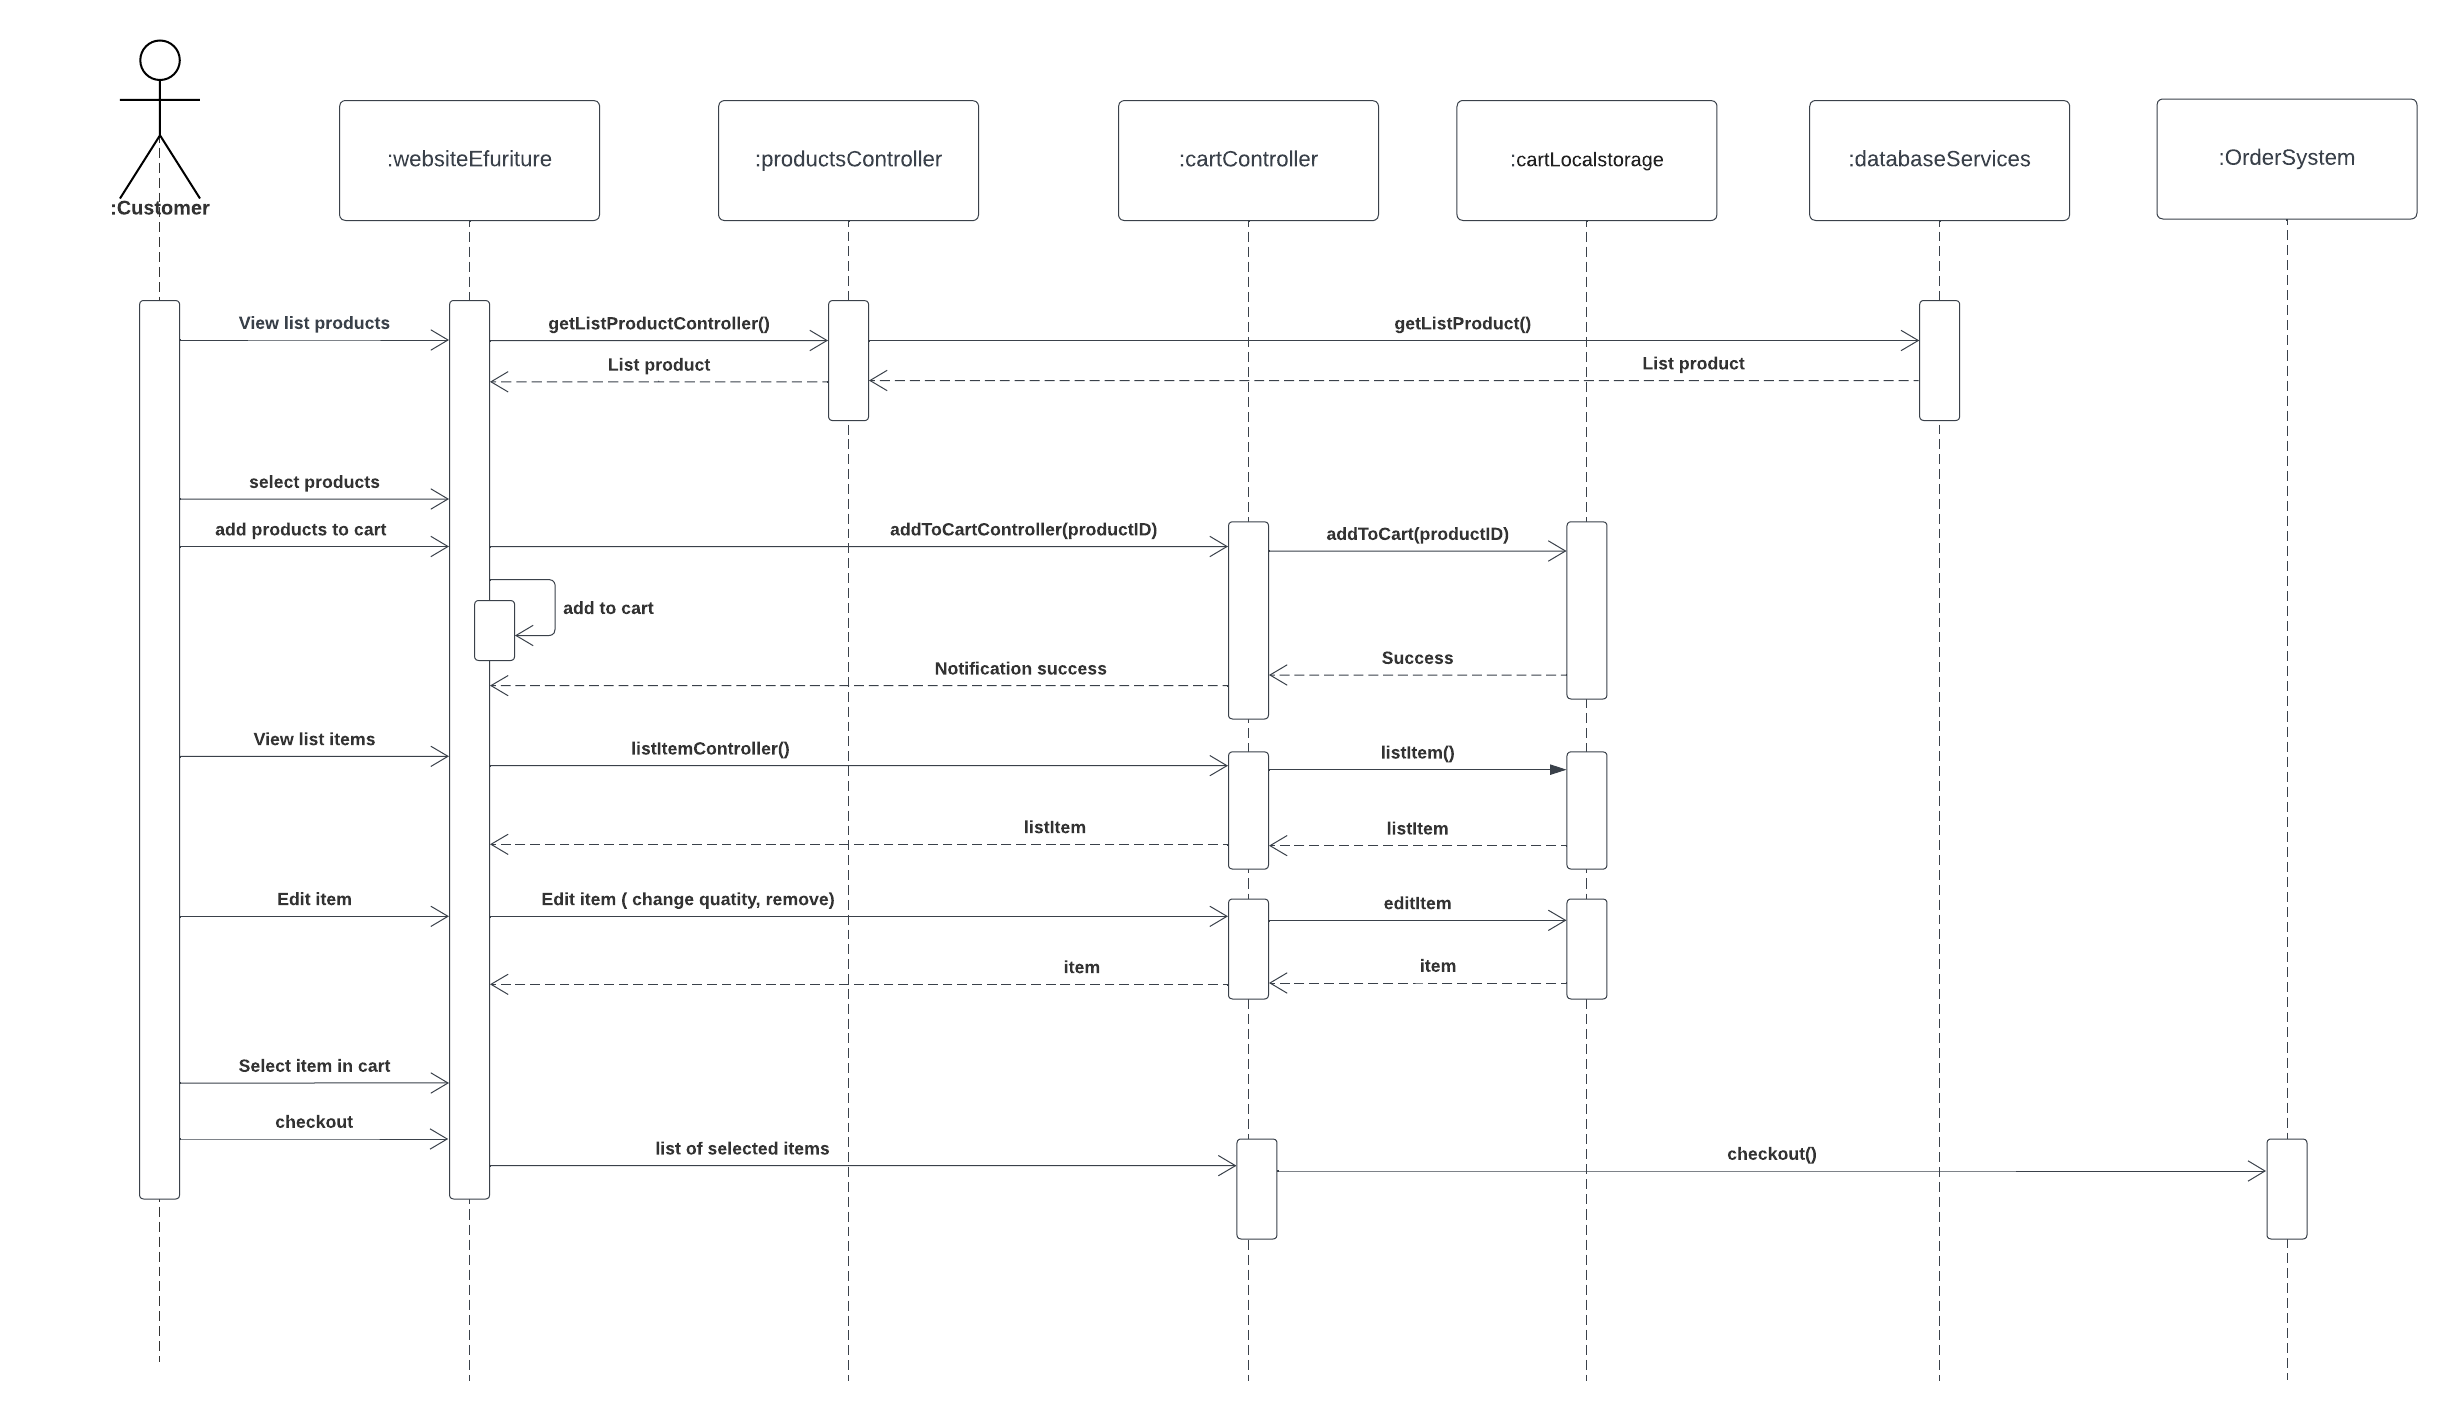 :Customer
:websiteEfuriture
:productsController
:cartController
:cartLocalstorage
:databaseServices
:OrderSystem
View list products
getListProductController()
getListProduct()
List product
List product
select products
add products to cart
addToCartController(productID)
addToCart(productID)
add to cart
Success
Notification success
View list items
listItemController()
listItem()
listItem
listItem
Edit item
Edit item ( change quatity, remove)
editItem
item
item
Select item in cart
checkout
list of selected items
checkout()